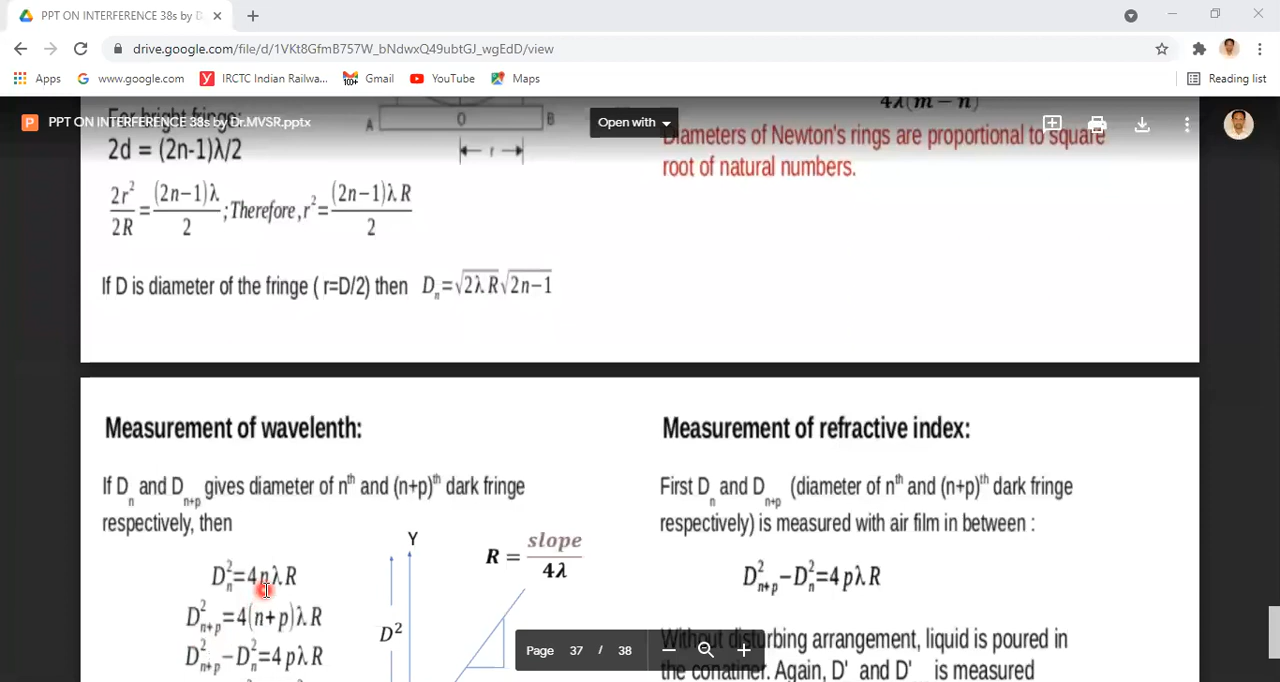 PPT ON INTERFERENCE 38s by D
drive.google.com/file/d/1VKt8GfmB757W_bNdwxQ49ubtGJ_wgEdD/view
Apps www.google.com IRCTC Indian Railwa... Gmail YouTube Maps Reading list
PPT ON INTERFERENCE 38s by Dr.MVSR.pptx
Open with
For bright fringe:
2d = (2n-1)λ/2
A 0 B
r
2r²/2R = (2n−1)λ/2 ; Therefore, r² = (2n−1)λR/2
If D is diameter of the fringe ( r=D/2) then Dₙ=√2λR√2n−1
4λ(m − n)
Diameters of Newton's rings are proportional to square
root of natural numbers.
Measurement of wavelenth:
If Dn and Dn+p gives diameter of nth and (n+p)th dark fringe
respectively, then
D²n=4nλR
D²n+p=4(n+p)λR
D²n+p−D²n=4pλR
Y
D²
R = slope/4λ
Measurement of refractive index:
First Dn and Dn+p (diameter of nth and (n+p)th dark fringe
respectively) is measured with air film in between :
D²n+p−D²n=4pλR
Without disturbing arrangement, liquid is poured in
the conatiner. Again, D' and D' is measured
Page 37 / 38